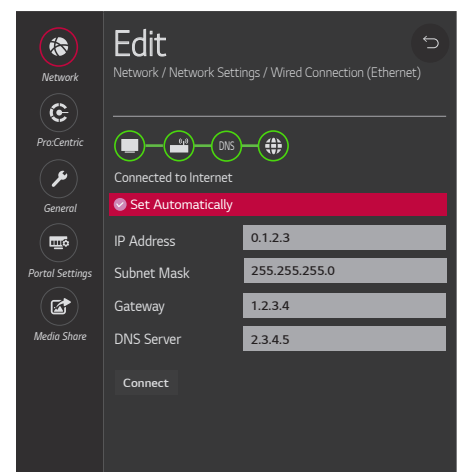 Edit
Network / Network Settings / Wired Connection (Ethernet)
Network
Pro:Centric
General
Portal Settings
Media Share
DNS
Connected to Internet
Set Automatically
IP Address 0.1.2.3
Subnet Mask 255.255.255.0
Gateway 1.2.3.4
DNS Server 2.3.4.5
Connect